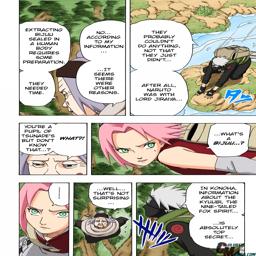 THEY
PROBABLY
COULDN'T
DO ANYTHING,
NOT THAT
THEY JUST
DIDN'T...
AFTER ALL,
NARUTO
WAS WITH
LORD JIRAIYA...
NO...
ACCORDING
TO MY
INFORMATION
...
...IT
SEEMS
THERE
WERE
OTHER
REASONS.
EXTRACTING
BIJUU
SEALED IN
A HUMAN
BODY
REQUIRES
SOME
PREPARATION.
THEY
NEEDED
TIME.
...WHAT'S
A
BIJUU...?
WHAT?!
YOU'RE A
PUPIL OF
TSUNADE'S
BUT DON'T
KNOW
THAT...?
IN KONOHA,
INFORMATION
ABOUT THE
KYUUBI, THE
NINE-TAILED
FOX SPIRIT...
...IS
ABSOLUTELY
TOP
SECRET...
...WELL...
THAT'S NOT
SURPRISING
...